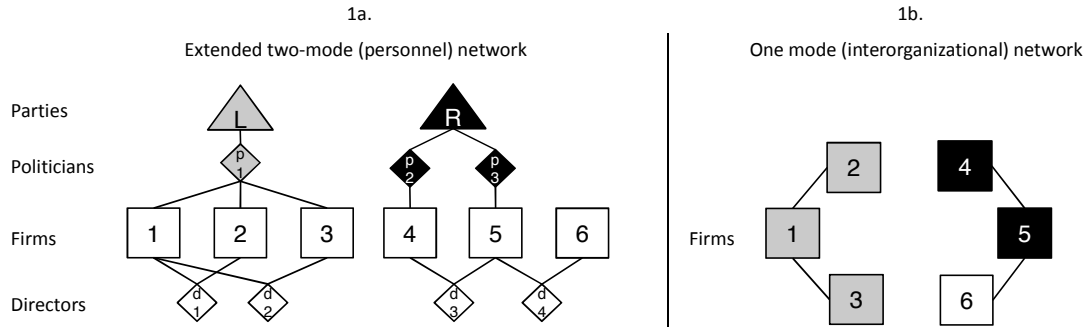 1a.
Extended two-mode (personnel) network
Parties
L
R
Politicians
p
1
p
2
p
3
Firms
1
2
3
4
5
6
Directors
d
1
d
2
d
3
d
4
1b.
One mode (interorganizational) network
2
4
Firms
1
5
3
6